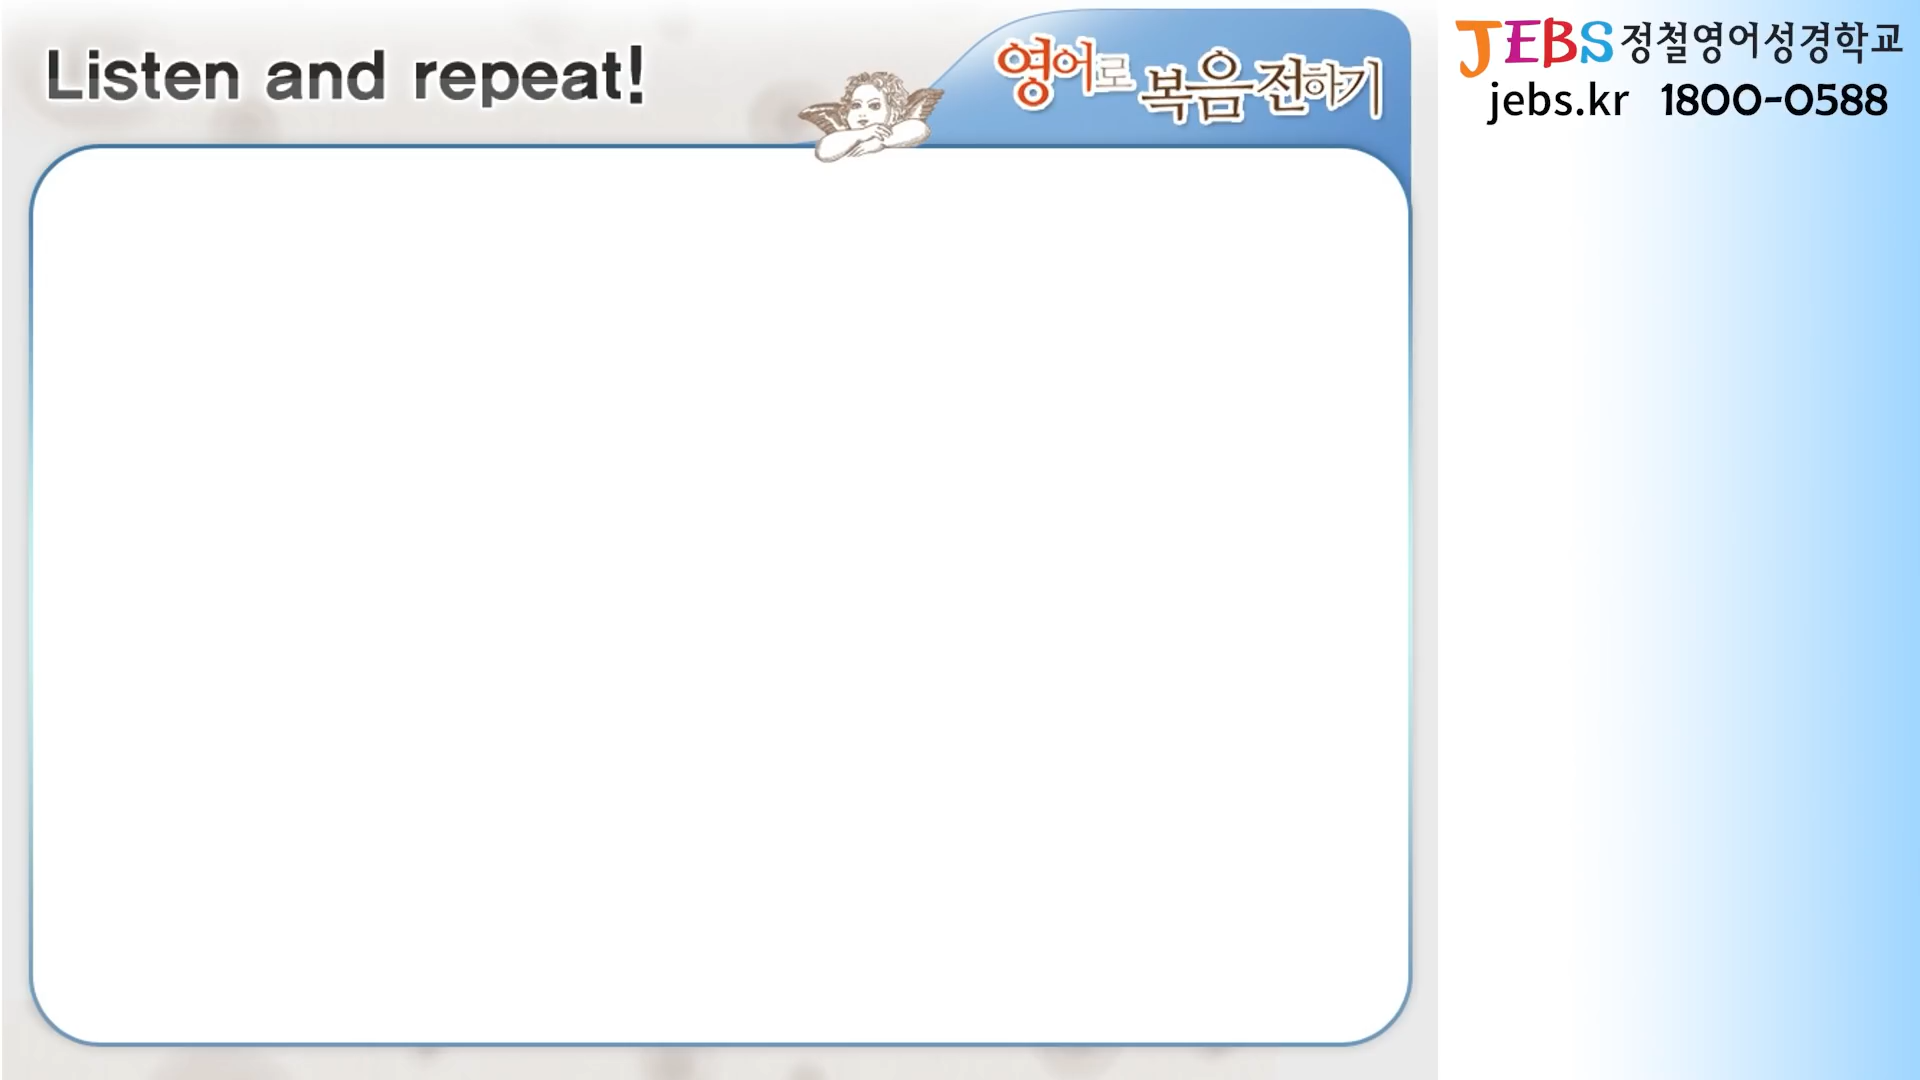 Listen and repeat!
영어로 복음 전하기
JEBS 정철영어성경학교
jebs.kr 1800-0588